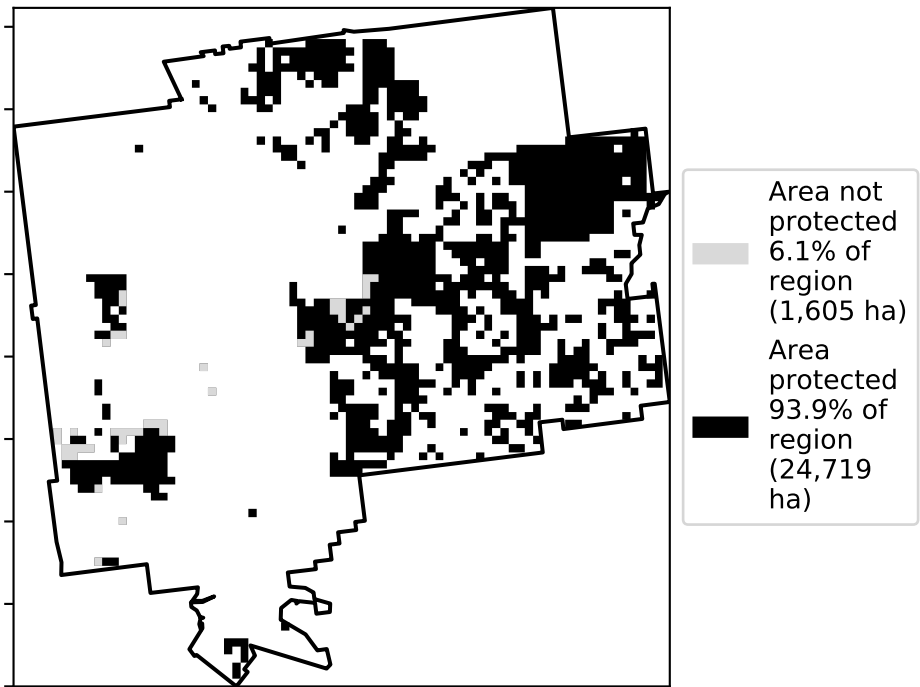 Area not
protected
6.1% of
region
(1,605 ha)
Area
protected
93.9% of
region
(24,719
ha)